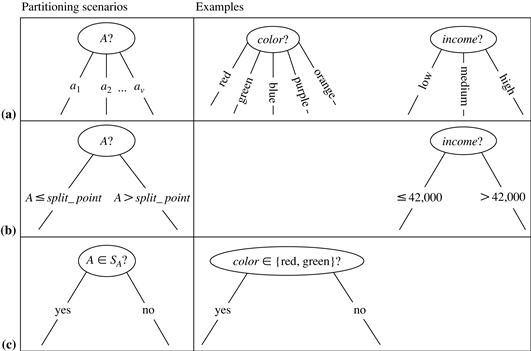 Partitioning scenarios
Examples
A?
a1
a2
...
av
color?
red
green
blue
purple
orange
income?
low
medium
high
(a)
A?
A ≤ split_point
A > split_point
income?
≤ 42,000
> 42,000
(b)
A ∈ SA?
yes
no
color ∈ {red, green}?
yes
no
(c)